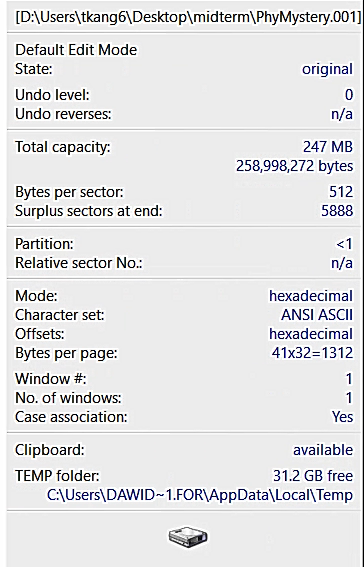 [D:\Users\tkang6\Desktop\midterm\PhyMystery.001]
Default Edit Mode
State: original
Undo level: 0
Undo reverses: n/a
Total capacity: 247 MB
258,998,272 bytes
Bytes per sector: 512
Surplus sectors at end: 5888
Partition: <1
Relative sector No.: n/a
Mode: hexadecimal
Character set: ANSI ASCII
Offsets: hexadecimal
Bytes per page: 41x32=1312
Window #: 1
No. of windows: 1
Case association: Yes
Clipboard: available
TEMP folder: 31.2 GB free
C:\Users\DAWID~1.FOR\AppData\Local\Temp